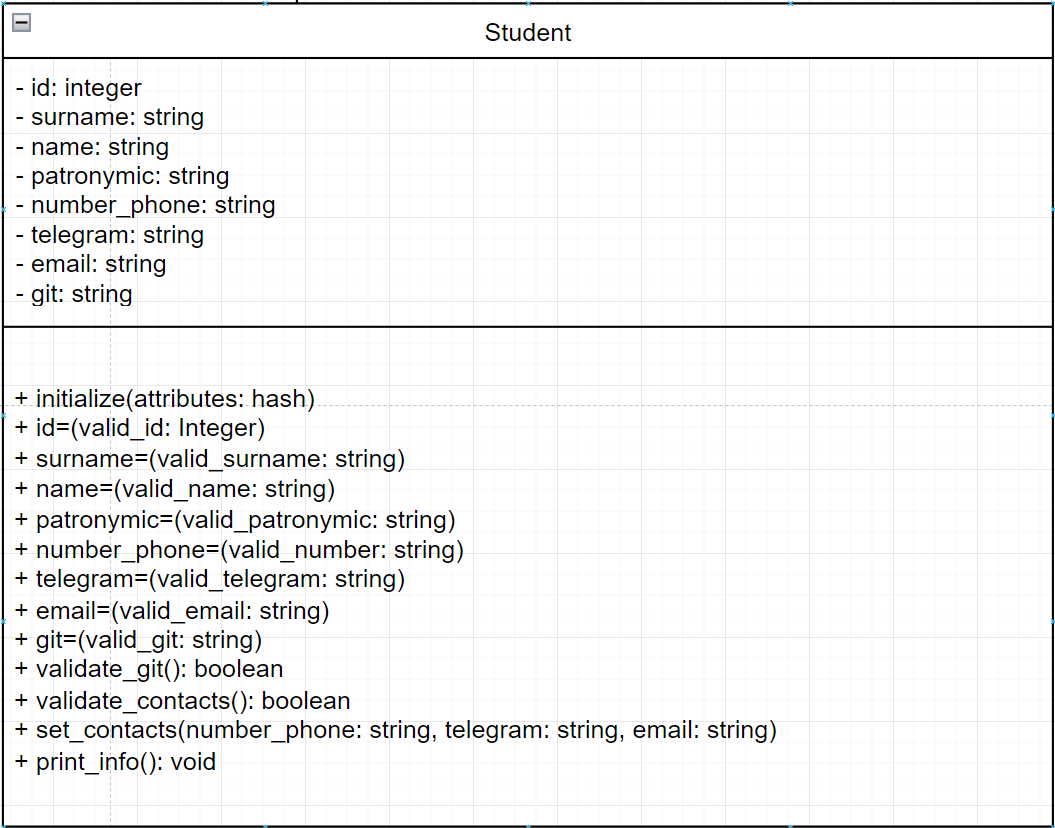 Student
- id: integer
- surname: string
- name: string
- patronymic: string
- number_phone: string
- telegram: string
- email: string
- git: string
+ initialize(attributes: hash)
+ id=(valid_id: Integer)
+ surname=(valid_surname: string)
+ name=(valid_name: string)
+ patronymic=(valid_patronymic: string)
+ number_phone=(valid_number: string)
+ telegram=(valid_telegram: string)
+ email=(valid_email: string)
+ git=(valid_git: string)
+ validate_git(): boolean
+ validate_contacts(): boolean
+ set_contacts(number_phone: string, telegram: string, email: string)
+ print_info(): void